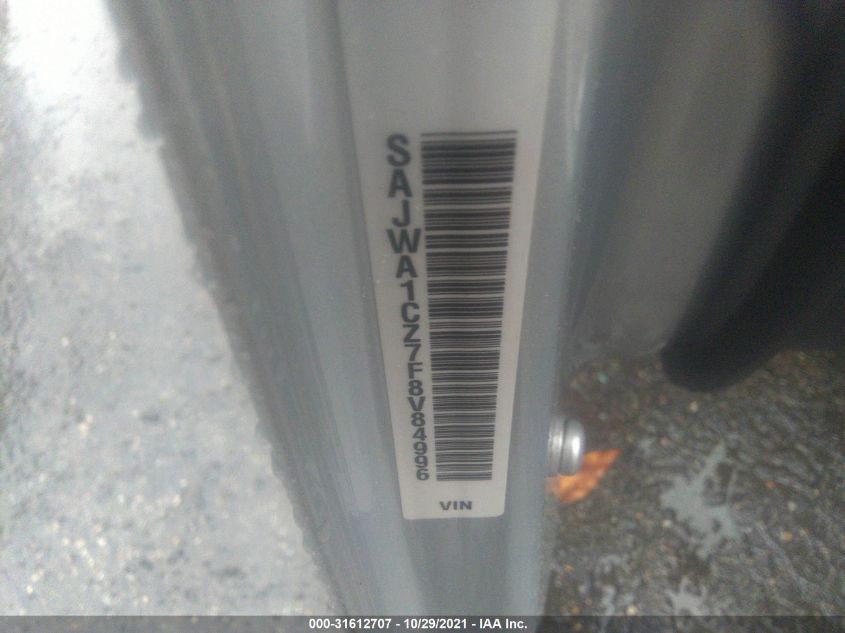 SAJWA1CZ7F8V84996
VIN
000-31612707 - 10/29/2021 - IAA Inc.